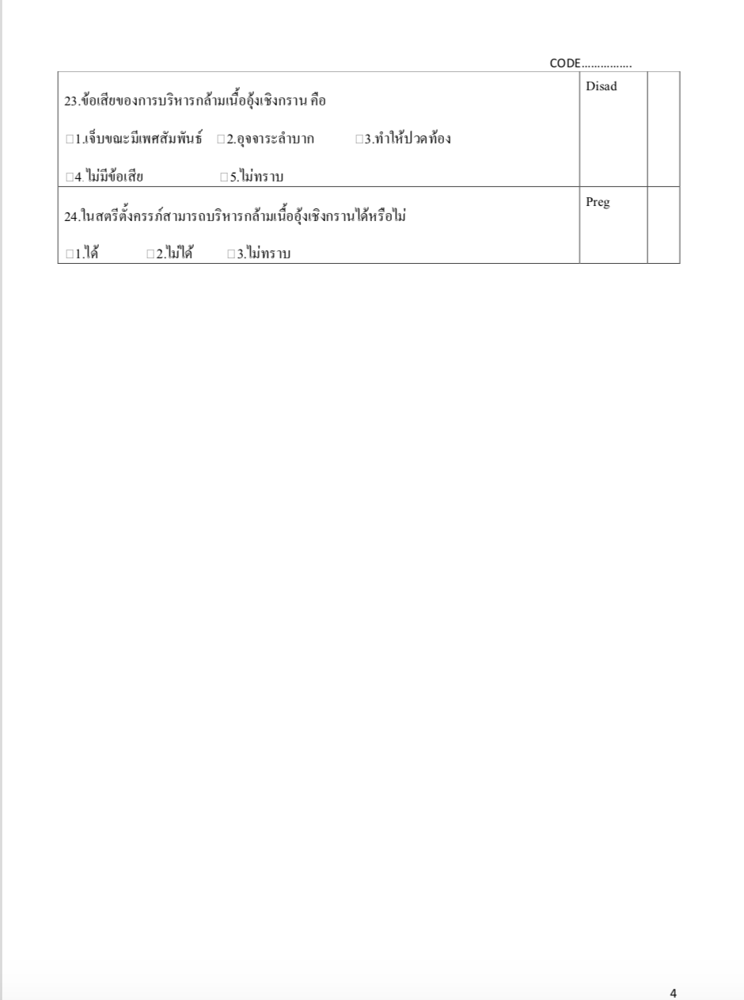 CODE...............
23.ข้อเสียของการบริหารกล้ามเนื้ออุ้งเชิงกราน คือ
Disad
□1.เจ็บขณะมีเพศสัมพันธ์ □2.อุจจาระลำบาก □3.ทำให้ปวดท้อง
□4.ไม่มีข้อเสีย □5.ไม่ทราบ
24.ในสตรีตั้งครรภ์สามารถบริหารกล้ามเนื้ออุ้งเชิงกรานได้หรือไม่
Preg
□1.ได้ □2.ไม่ได้ □3.ไม่ทราบ
4